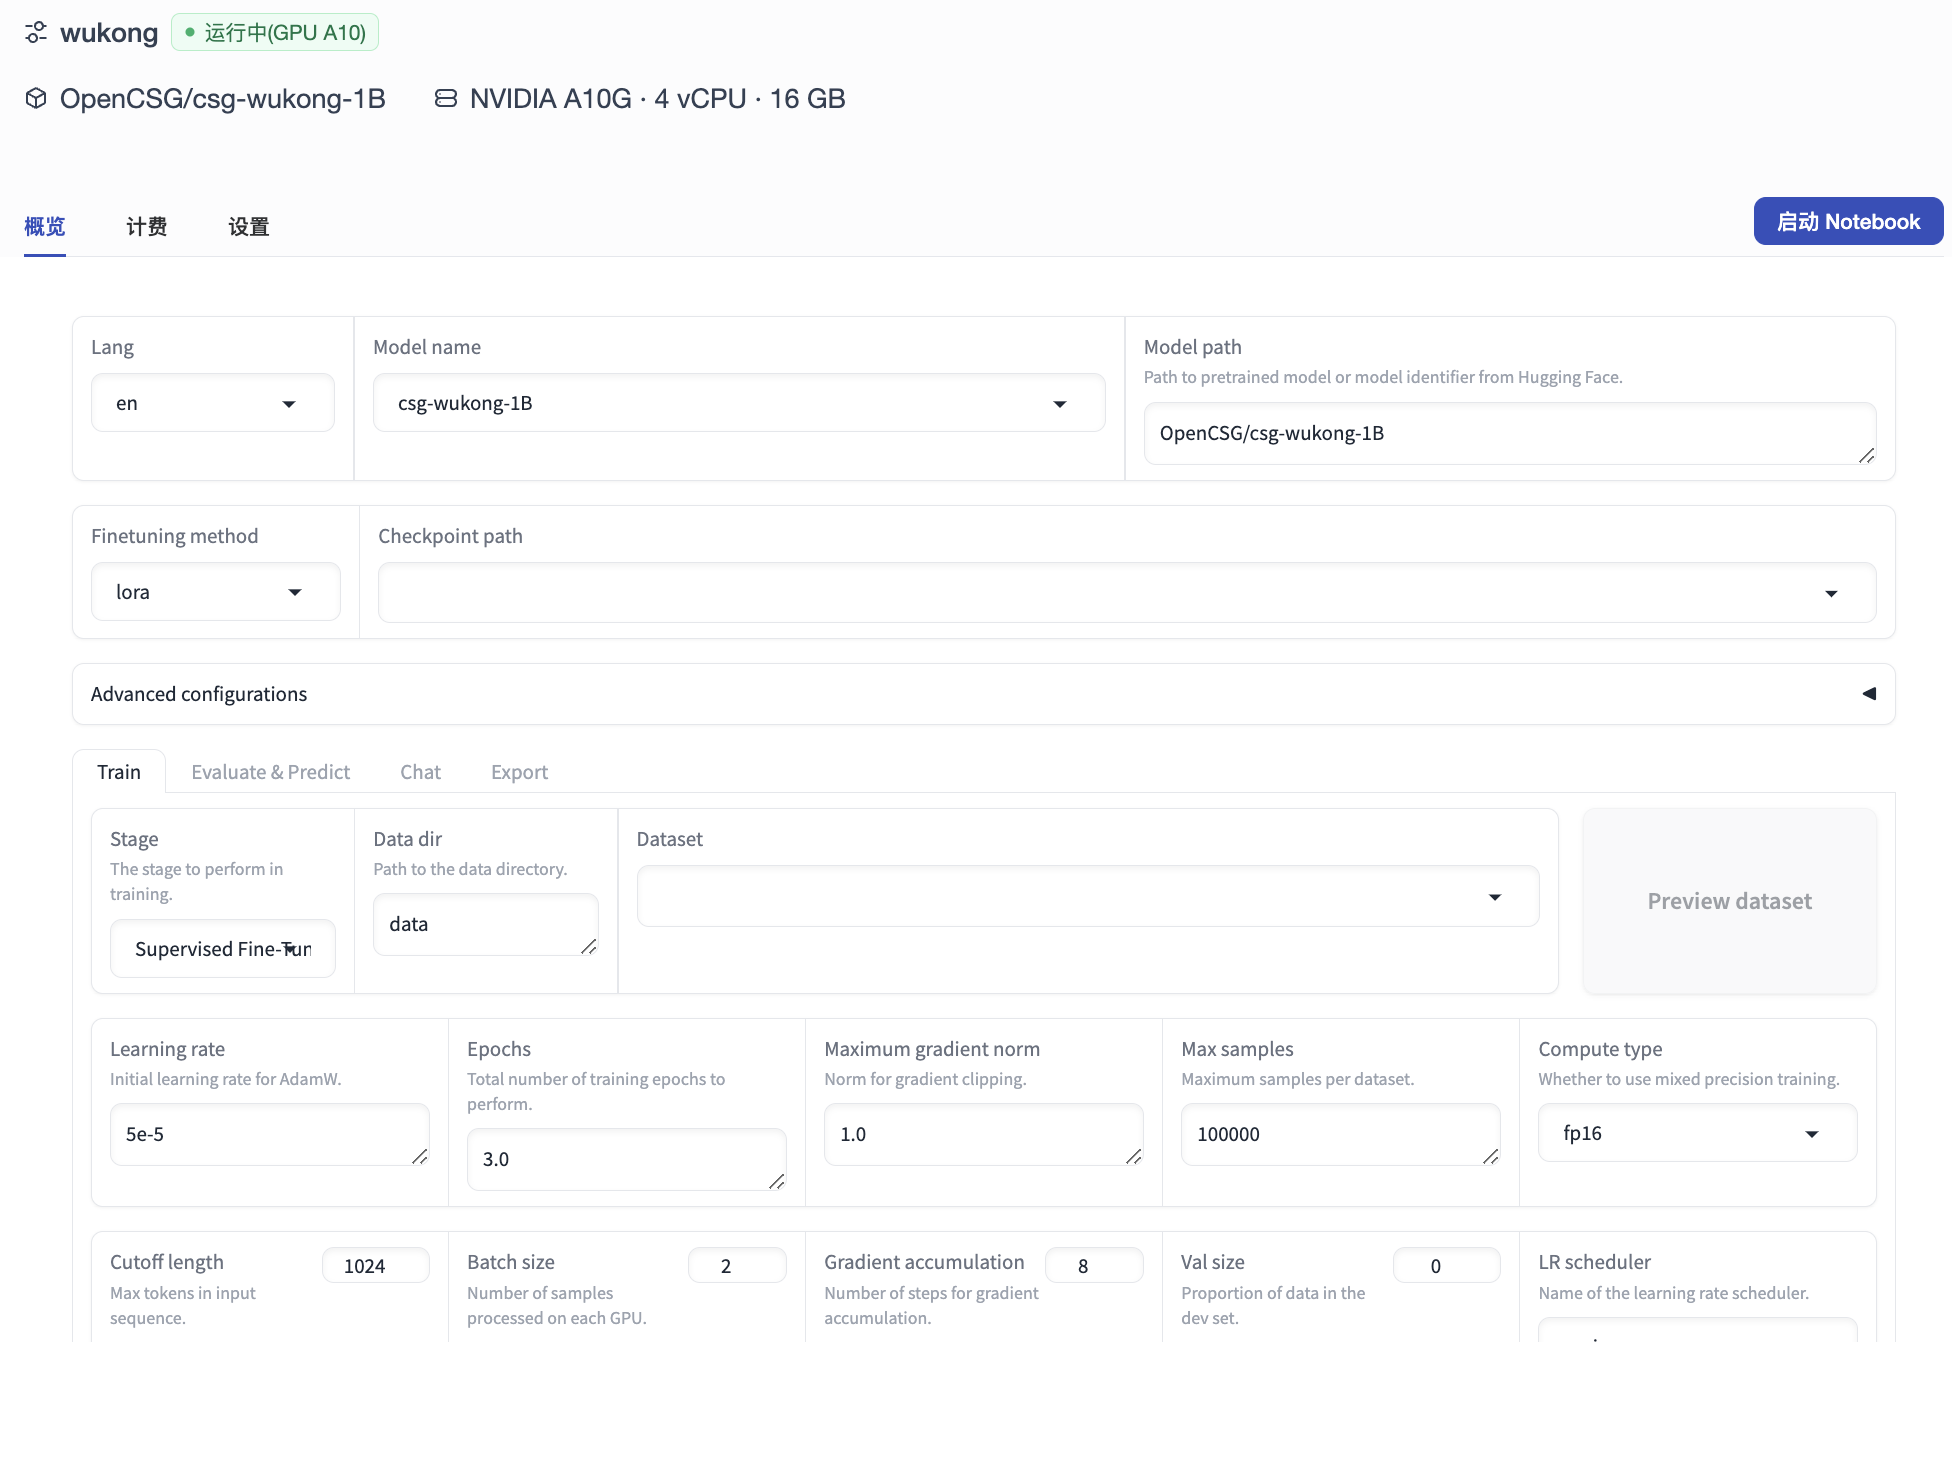 wukong
运行中(GPU A10)
OpenCSG/csg-wukong-1B
NVIDIA A10G · 4 vCPU · 16 GB
概览
计费
设置
启动 Notebook
Lang
en
Model name
csg-wukong-1B
Model path
Path to pretrained model or model identifier from Hugging Face.
OpenCSG/csg-wukong-1B
Finetuning method
lora
Checkpoint path
Advanced configurations
Train
Evaluate & Predict
Chat
Export
Stage
The stage to perform in
training.
Supervised Fine-Tun
Data dir
Path to the data directory.
data
Dataset
Preview dataset
Learning rate
Initial learning rate for AdamW.
5e-5
Epochs
Total number of training epochs to
perform.
3.0
Maximum gradient norm
Norm for gradient clipping.
1.0
Max samples
Maximum samples per dataset.
100000
Compute type
Whether to use mixed precision training.
fp16
Cutoff length
1024
Max tokens in input
sequence.
Batch size
2
Number of samples
processed on each GPU.
Gradient accumulation
8
Number of steps for gradient
accumulation.
Val size
0
Proportion of data in the
dev set.
LR scheduler
Name of the learning rate scheduler.